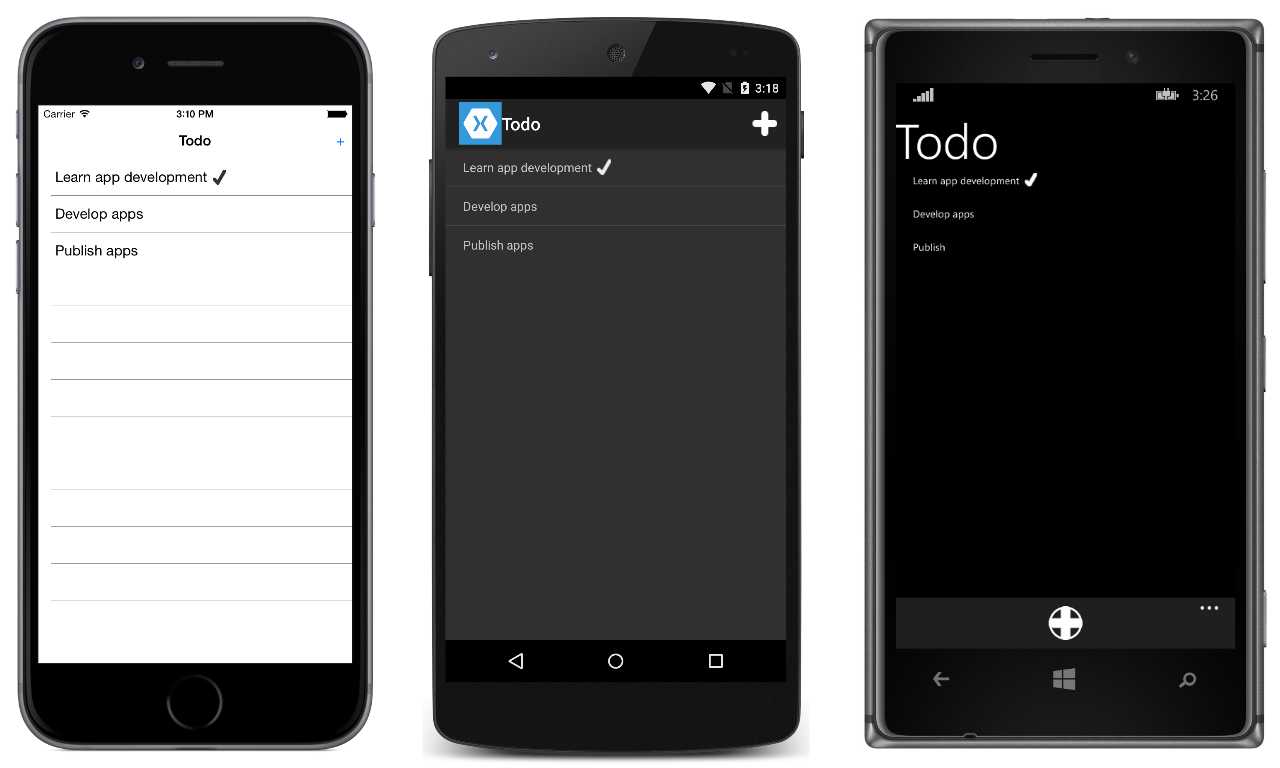 Carrier 3:10 PM
Todo +
Learn app development
Develop apps
Publish apps
3:18
X Todo
Learn app development
Develop apps
Publish apps
3:26
Todo
Learn app development
Develop apps
Publish